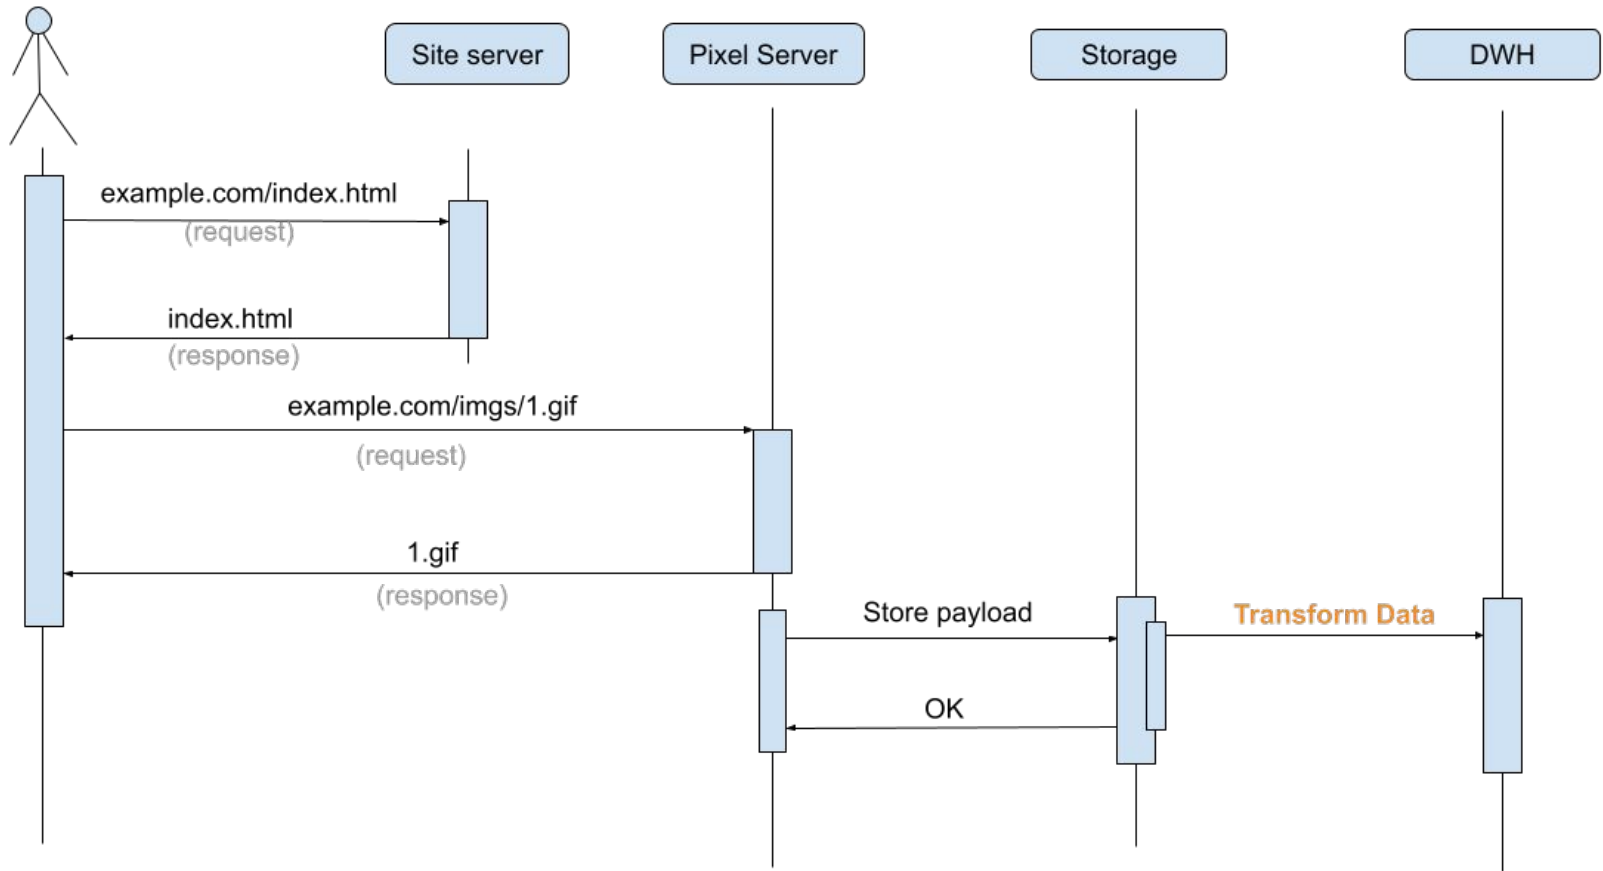 Site server
Pixel Server
Storage
DWH
example.com/index.html
(request)
index.html
(response)
example.com/imgs/1.gif
(request)
1.gif
(response)
Store payload
Transform Data
OK